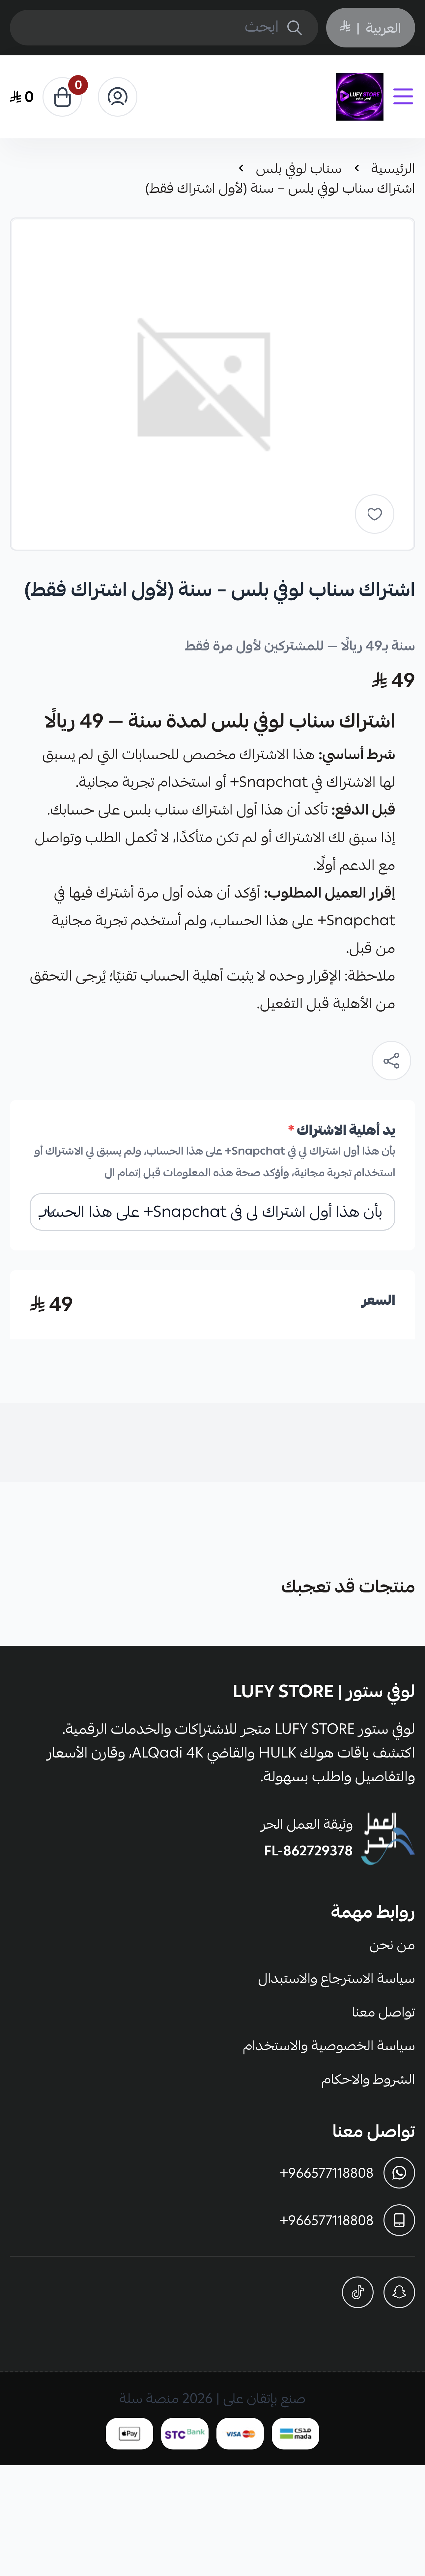 العربية |
ابحث
LUFY STORE
لوفي ستور
0
0
الرئيسية
سناب لوفي بلس
اشتراك سناب لوفي بلس - سنة (لأول اشتراك فقط)
اشتراك سناب لوفي بلس - سنة (لأول اشتراك فقط)
سنة بـ49 ريالًا — للمشتركين لأول مرة فقط
49
اشتراك سناب لوفي بلس لمدة سنة — 49 ريالًا
شرط أساسي: هذا الاشتراك مخصص للحسابات التي لم يسبق
لها الاشتراك في Snapchat+ أو استخدام تجربة مجانية.
قبل الدفع: تأكد أن هذا أول اشتراك سناب بلس على حسابك.
إذا سبق لك الاشتراك أو لم تكن متأكدًا، لا تُكمل الطلب وتواصل
مع الدعم أولًا.
إقرار العميل المطلوب: أؤكد أن هذه أول مرة أشترك فيها في
Snapchat+ على هذا الحساب، ولم أستخدم تجربة مجانية
من قبل.
ملاحظة: الإقرار وحده لا يثبت أهلية الحساب تقنيًا؛ يُرجى التحقق
من الأهلية قبل التفعيل.
يد أهلية الاشتراك *
بأن هذا أول اشتراك لي في Snapchat+ على هذا الحساب، ولم يسبق لي الاشتراك أو
استخدام تجربة مجانية، وأؤكد صحة هذه المعلومات قبل إتمام ال
بأن هذا أول اشتراك لي في Snapchat+ على هذا الحساب
السعر
49
منتجات قد تعجبك
لوفي ستور | LUFY STORE
لوفي ستور LUFY STORE متجر للاشتراكات والخدمات الرقمية.
اكتشف باقات هولك HULK والقاضي ALQadi 4K، وقارن الأسعار
والتفاصيل واطلب بسهولة.
العمل
الحر
وثيقة العمل الحر
FL-862729378
روابط مهمة
من نحن
سياسة الاسترجاع والاستبدال
تواصل معنا
سياسة الخصوصية والاستخدام
الشروط والاحكام
تواصل معنا
+966577118808
+966577118808
صنع بإتقان على | 2026 منصة سلة
مدى
mada
VISA
STC Bank
Pay